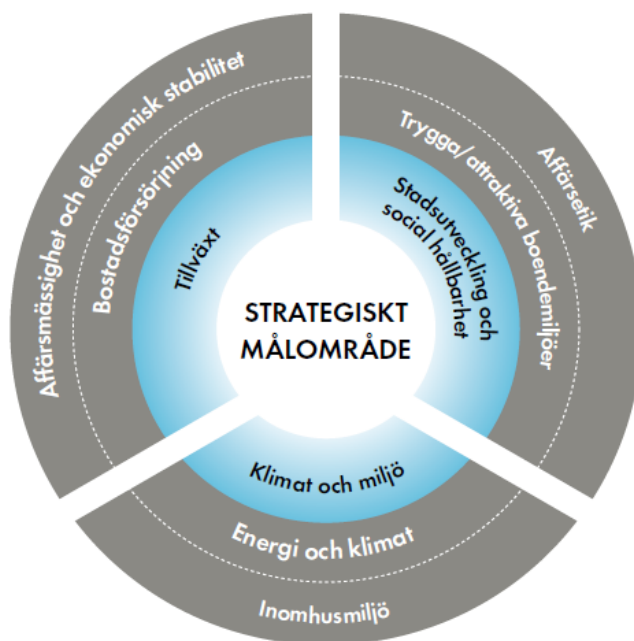 Affärsmässighet och ekonomisk stabilitet
Bostadsförsörjning
Tillväxt
Affärsetik
Trygga/attraktiva boendemiljöer
Stadsutveckling och
social hållbarhet
STRATEGISKT
MÅLOMRÅDE
Klimat och miljö
Energi och klimat
Inomhusmiljö